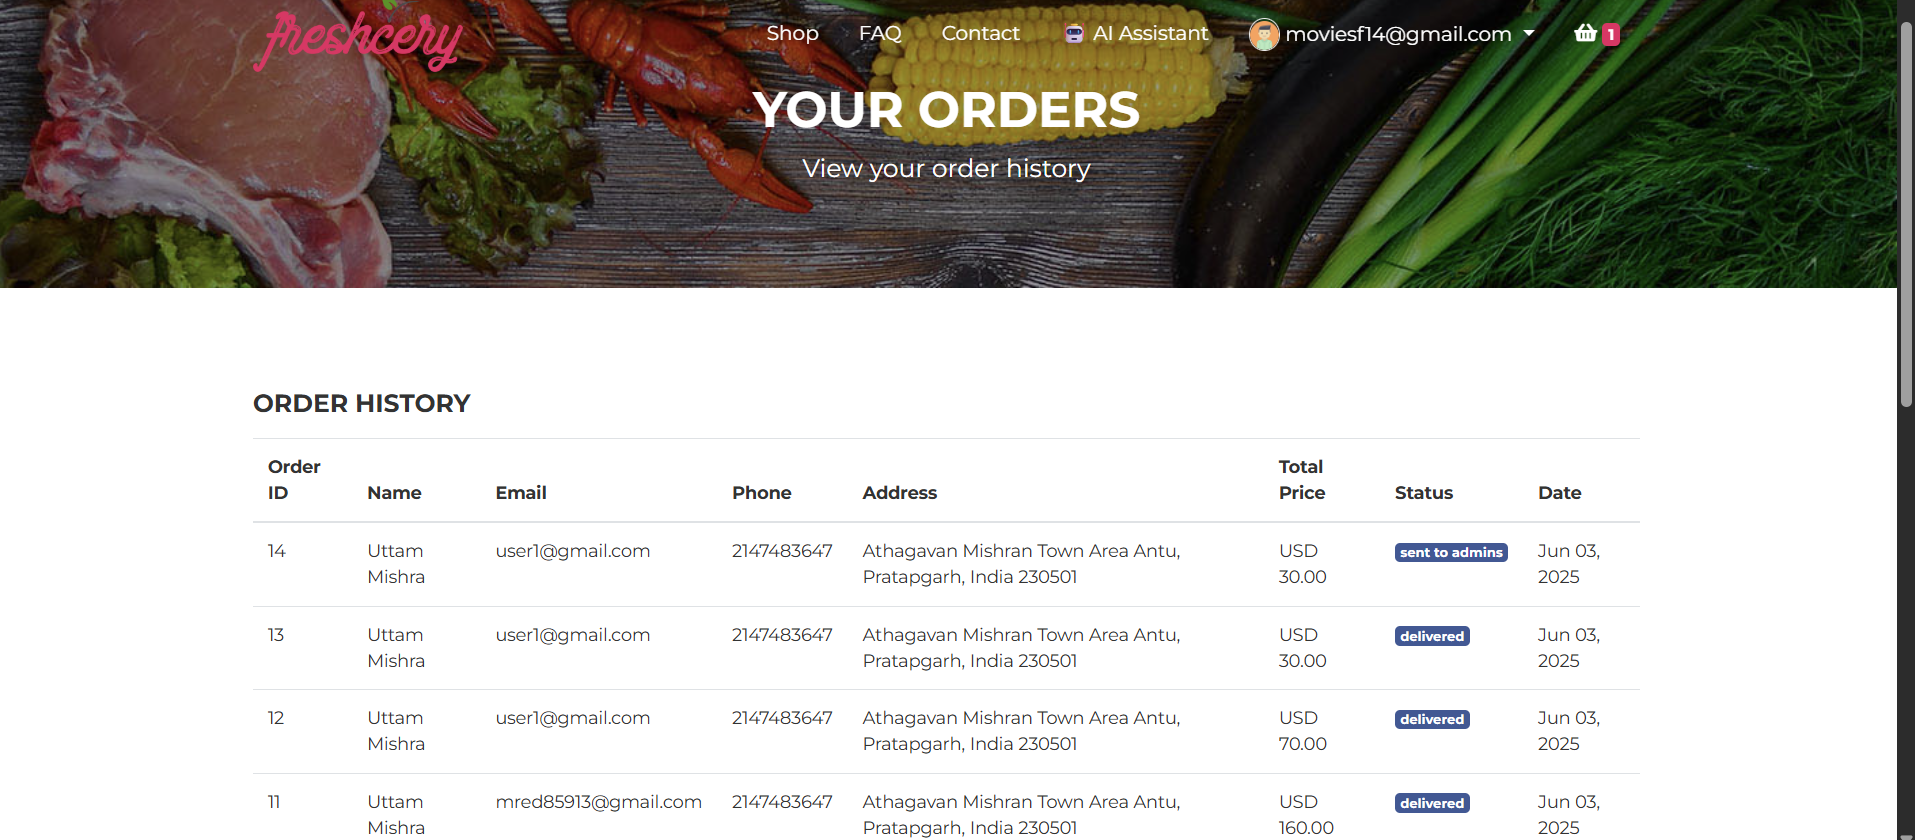 freshcery
Shop FAQ Contact AI Assistant moviesf14@gmail.com 1
YOUR ORDERS
View your order history
ORDER HISTORY
Order ID Name Email Phone Address Total Price Status Date
14 Uttam Mishra user1@gmail.com 2147483647 Athagavan Mishran Town Area Antu, Pratapgarh, India 230501 USD 30.00 sent to admins Jun 03, 2025
13 Uttam Mishra user1@gmail.com 2147483647 Athagavan Mishran Town Area Antu, Pratapgarh, India 230501 USD 30.00 delivered Jun 03, 2025
12 Uttam Mishra user1@gmail.com 2147483647 Athagavan Mishran Town Area Antu, Pratapgarh, India 230501 USD 70.00 delivered Jun 03, 2025
11 Uttam Mishra mred85913@gmail.com 2147483647 Athagavan Mishran Town Area Antu, Pratapgarh, India 230501 USD 160.00 delivered Jun 03, 2025